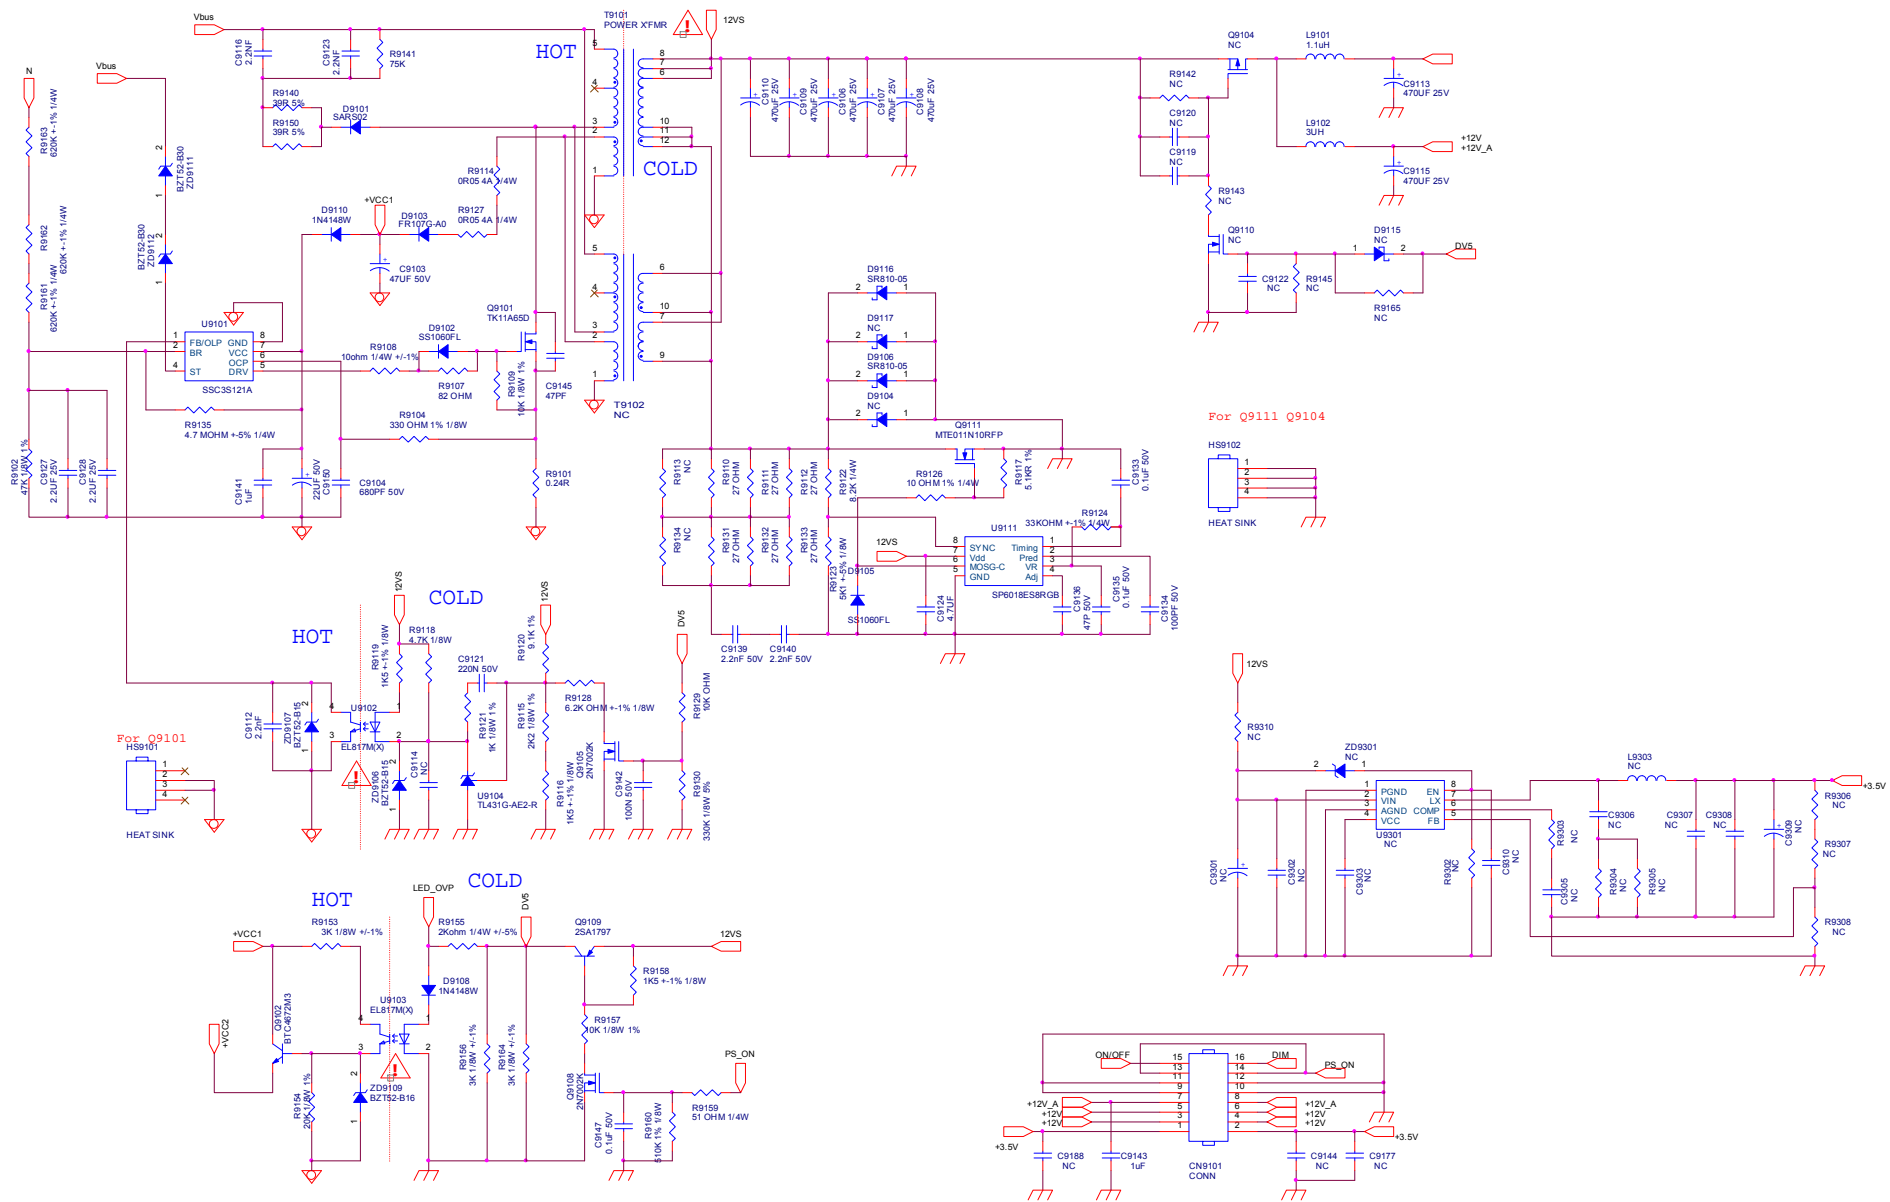 Vbus
C9116
2.2NF
C9123
2.2NF
R9141
75K
HOT
T9101
POWER X'FMR
12VS
Q9104
NC
L9101
1.1uH
C9113
470UF 25V
N
Vbus
R9140
39R 5%
R9150
39R 5%
D9101
SARS02
C9110
470uF 25V
C9109
470uF 25V
C9106
470uF 25V
C9107
470uF 25V
C9108
470uF 25V
R9142
NC
C9120
NC
C9119
NC
L9102
3UH
+12V
+12V_A
C9115
470UF 25V
R9163
620K +-1% 1/4W
BZT52-B30
ZD9111
COLD
R9114
0R05 4A 1/4W
R9143
NC
D9110
1N4148W
+VCC1
D9103
FR107G-A0
R9127
0R05 4A 1/4W
R9162
620K +-1% 1/4W
BZT52-B30
ZD9112
C9103
47UF 50V
Q9110
NC
D9115
NC
DV5
C9122
NC
R9145
NC
R9165
NC
R9161
620K +-1% 1/4W
D9116
SR810-05
D9117
NC
D9106
SR810-05
D9104
NC
Q9101
TK11A65D
U9101
FB/OLP GND
BR VCC
OCP
ST DRV
SSC3S121A
R9108
10ohm 1/4W +/-1%
D9102
SS1060FL
R9107
82 OHM
R9109
10K 1/8W 1%
C9145
47PF
T9102
NC
R9135
4.7 MOHM +-5% 1/4W
R9104
330 OHM 1% 1/8W
R9102
47K 1/8W 1%
C9127
2.2UF 25V
C9128
2.2UF 25V
C9141
1uF
22UF 50V
C9150
C9104
680PF 50V
R9101
0.24R
Q9111
MTE011N10RFP
For Q9111 Q9104
HS9102
HEAT SINK
R9113
NC
R9110
27 OHM
R9111
27 OHM
R9112
27 OHM
R9122
8.2K 1/4W
R9126
10 OHM 1% 1/4W
R9117
5.1KR 1%
C9133
0.1uF 50V
R9134
NC
R9131
27 OHM
R9132
27 OHM
R9133
27 OHM
R9123
5K1 +-5% 1/8W
D9105
SS1060FL
12VS
R9124
33KOHM +-1% 1/4W
U9111
SYNC Timing
Vdd Pred
MOSG-C VR
GND Adj
SP6018ES8RGB
C9124
4.7UF
C9136
47P 50V
C9135
0.1uF 50V
C9134
100PF 50V
C9139
2.2nF 50V
C9140
2.2nF 50V
HOT
COLD
12VS
R9119
1K5 +-1% 1/8W
R9118
4.7K 1/8W
C9121
220N 50V
12VS
R9120
9.1K 1%
R9128
6.2K OHM +-1% 1/8W
DV5
R9129
10K OHM
C9112
2.2nF
ZD9107
BZT52-B15
U9102
EL817M(X)
ZD9106
BZT52-B15
C9114
NC
R9121
1K 1/8W 1%
R9115
2K2 1/8W 1%
U9104
TL431G-AE2-R
R9116
1K5 +-1% 1/8W
Q9105
2N7002K
C9142
100N 50V
R9130
330K 1/8W 5%
For Q9101
HS9101
HEAT SINK
12VS
R9310
NC
ZD9301
NC
PGND EN
VIN LX
AGND COMP
VCC FB
U9301
NC
L9303
NC
+3.5V
R9306
NC
R9307
NC
R9308
NC
C9301
NC
C9302
NC
C9303
NC
R9302
NC
C9310
NC
R9303
NC
C9305
NC
C9306
NC
R9304
NC
R9305
NC
C9307
NC
C9308
NC
C9309
NC
HOT
COLD
LED_OVP
+VCC1
R9153
3K 1/8W +/-1%
R9155
2Kohm 1/4W +/-5%
DV5
Q9109
2SA1797
12VS
R9158
1K5 +-1% 1/8W
D9108
1N4148W
+VCC2
Q9102
BTC4672M3
U9103
EL817M(X)
R9157
10K 1/8W 1%
R9156
3K 1/8W +/-1%
R9164
3K 1/8W +/-1%
R9154
20K 1/8W 1%
ZD9109
BZT52-B16
Q9108
2N7002K
PS_ON
R9159
51 OHM 1/4W
C9147
0.1uF 50V
R9160
510K 1% 1/8W
ON/OFF
DIM
PS_ON
+12V_A
+12V
+12V
+12V_A
+12V
+12V
+3.5V
+3.5V
C9188
NC
C9143
1uF
CN9101
CONN
C9144
NC
C9177
NC